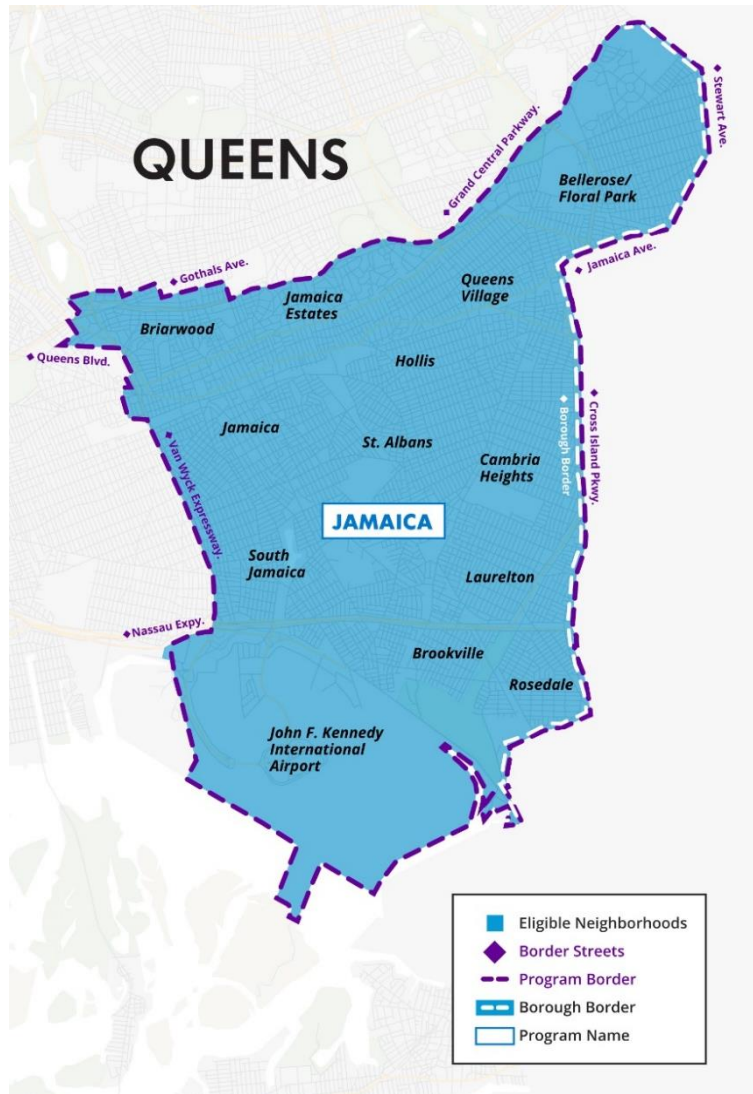 QUEENS
Stewart Ave.
Grand Central Parkway.
Bellerose/
Floral Park
Gothals Ave.
Jamaica Ave.
Queens
Village
Jamaica
Estates
Briarwood
Queens Blvd.
Hollis
Borough Border
Cross Island Pkwy.
Jamaica
St. Albans
Van Wyck Expressway.
Cambria
Heights
JAMAICA
South
Jamaica
Laurelton
Nassau Expy.
Brookville
Rosedale
John F. Kennedy
International
Airport
Eligible Neighborhoods
Border Streets
Program Border
Borough Border
Program Name